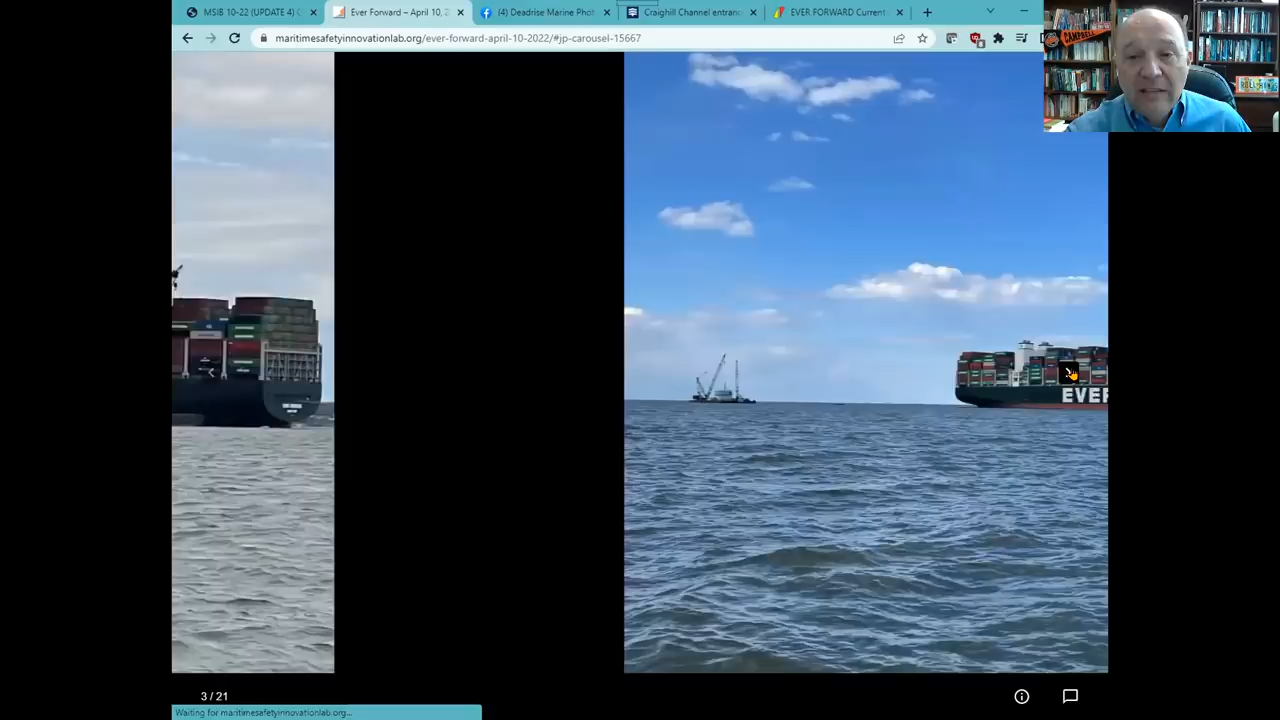 MSIB 10-22 (UPDATE 4) C
Ever Forward – April 10, 2
(4) Deadrise Marine Phot
Craighill Channel entranc
EVER FORWARD Current
maritimesafetyinnovationlab.org/ever-forward-april-10-2022/#jp-carousel-15667
CAMPBELL
EVER
3 / 21
Waiting for maritimesafetyinnovationlab.org...